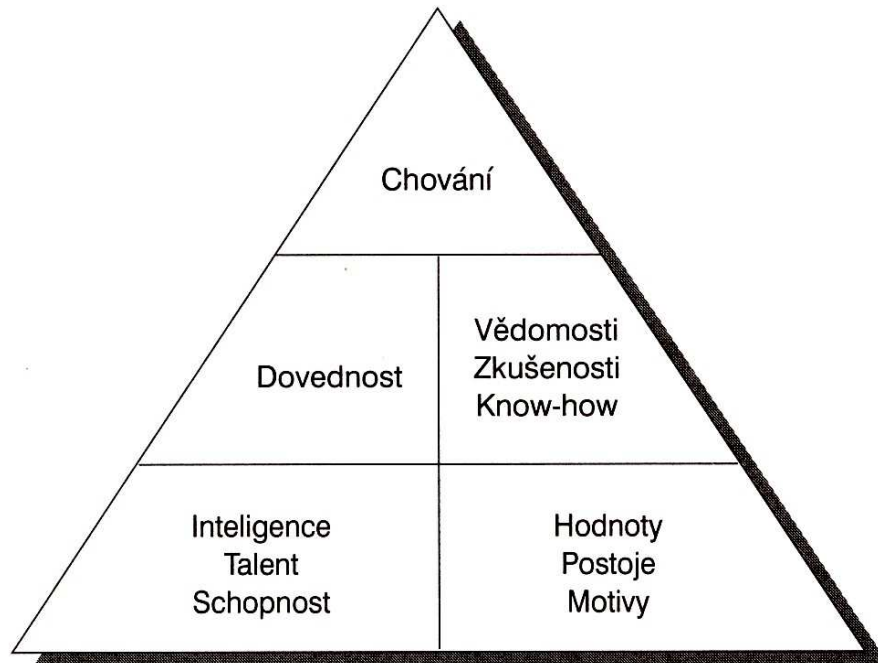 Chování
Dovednost
Vědomosti
Zkušenosti
Know-how
Inteligence
Talent
Schopnost
Hodnoty
Postoje
Motivy